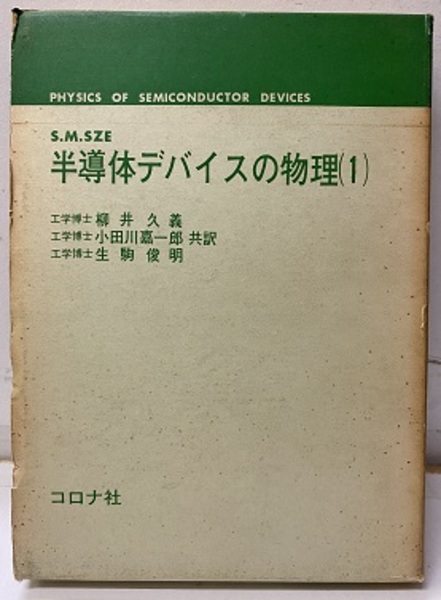 PHYSICS OF SEMICONDUCTOR DEVICES
S.M.SZE
半導体デバイスの物理(1)
工学博士 柳井久義
工学博士 小田川嘉一郎 共訳
工学博士 生駒俊明
コロナ社